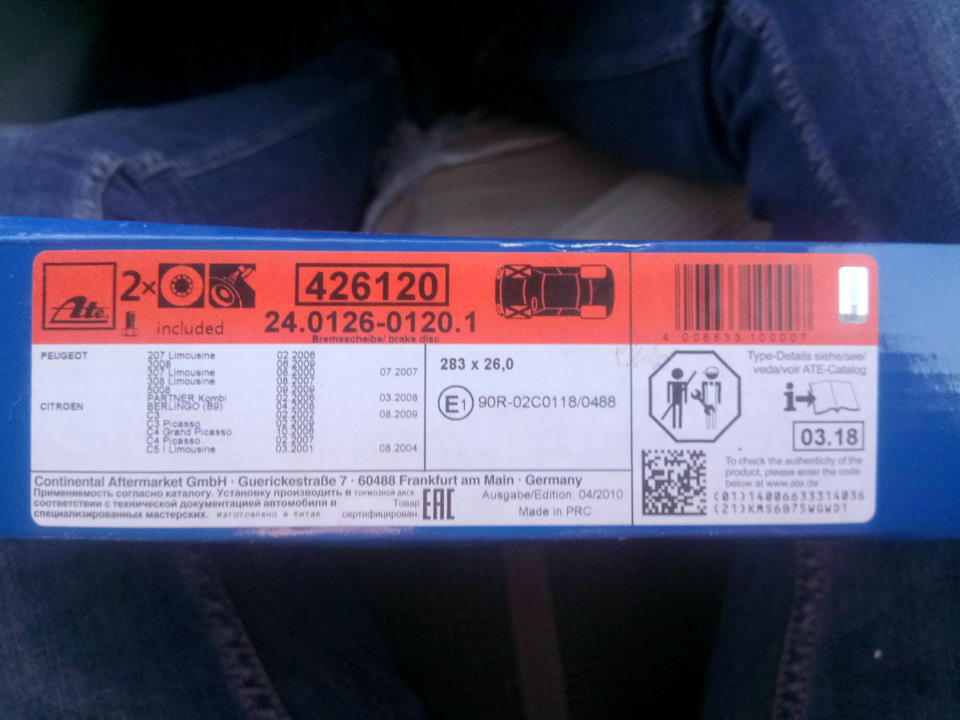 Ate
2x
included
426120
24.0126-0120.1
Bremsscheibe/ brake disc
4 006633 100007
PEUGEOT
207 Limousine 02.2006
3008 06.2009
307 Limousine 08.2000 07.2007
308 Limousine 08.2007
5008 09.2009
PARTNER Kombi 02.2006 03.2008
CITROEN BERLINGO (B9) 04.2008
C3 02.2002 08.2009
C3 Picasso 02.2009
C4 Grand Picasso 10.2006
C4 Picasso 02.2007
C5 I Limousine 03.2001 08.2004
283 x 26,0
E1 90R-02C0118/0488
Type-Details siehe/see/
veda/voir ATE-Catalog
i
03.18
To check the authenticity of the
product, please enter the code
below at www.ate.de
(01)14006633314036
(21)KMS6B75WGWDT
Continental Aftermarket GmbH · Guerickestraße 7 · 60488 Frankfurt am Main · Germany
Применяемость согласно каталогу. Установку производить в тормозной диск
соответствии с технической документацией автомобиля в Товар
специализированных мастерских. изготовлено в Китае сертифицирован
EAC
Ausgabe/Edition: 04/2010
Made in PRC